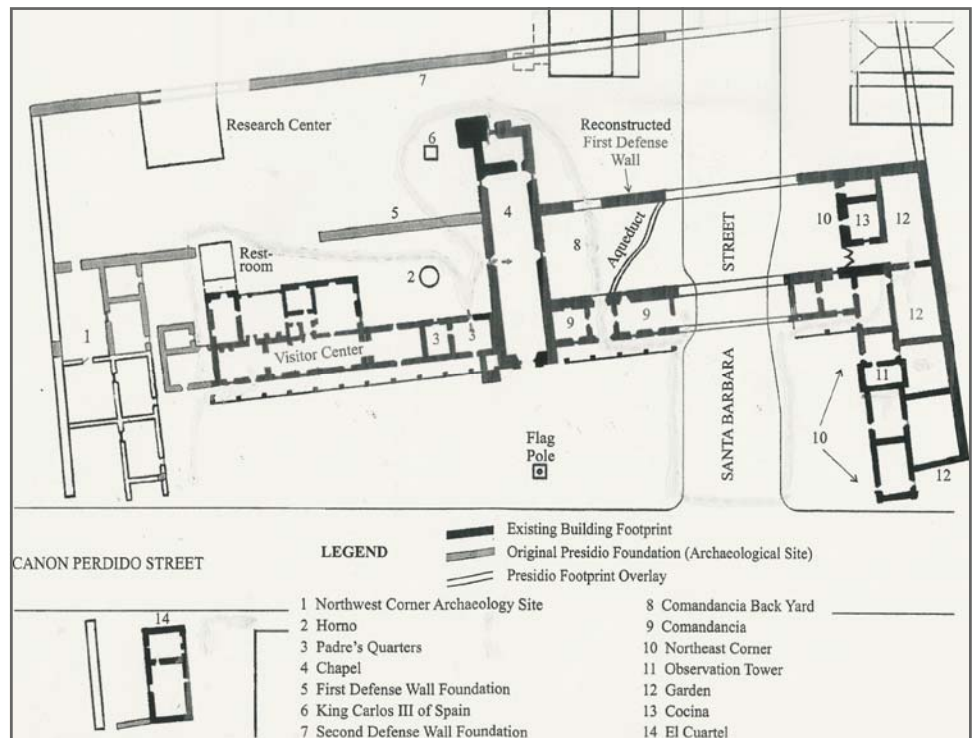 7
Research Center
6
Reconstructed
First Defense
Wall
5
4
8
Aqueduct
STREET
10
13
12
Rest-
room
2
1
9
9
12
3
3
Visitor Center
SANTA BARBARA
11
10
12
Flag
Pole
CANON PERDIDO STREET
LEGEND
Existing Building Footprint
Original Presidio Foundation (Archaeological Site)
Presidio Footprint Overlay
14
1 Northwest Corner Archaeology Site
2 Horno
3 Padre's Quarters
4 Chapel
5 First Defense Wall Foundation
6 King Carlos III of Spain
7 Second Defense Wall Foundation
8 Comandancia Back Yard
9 Comandancia
10 Northeast Corner
11 Observation Tower
12 Garden
13 Cocina
14 El Cuartel